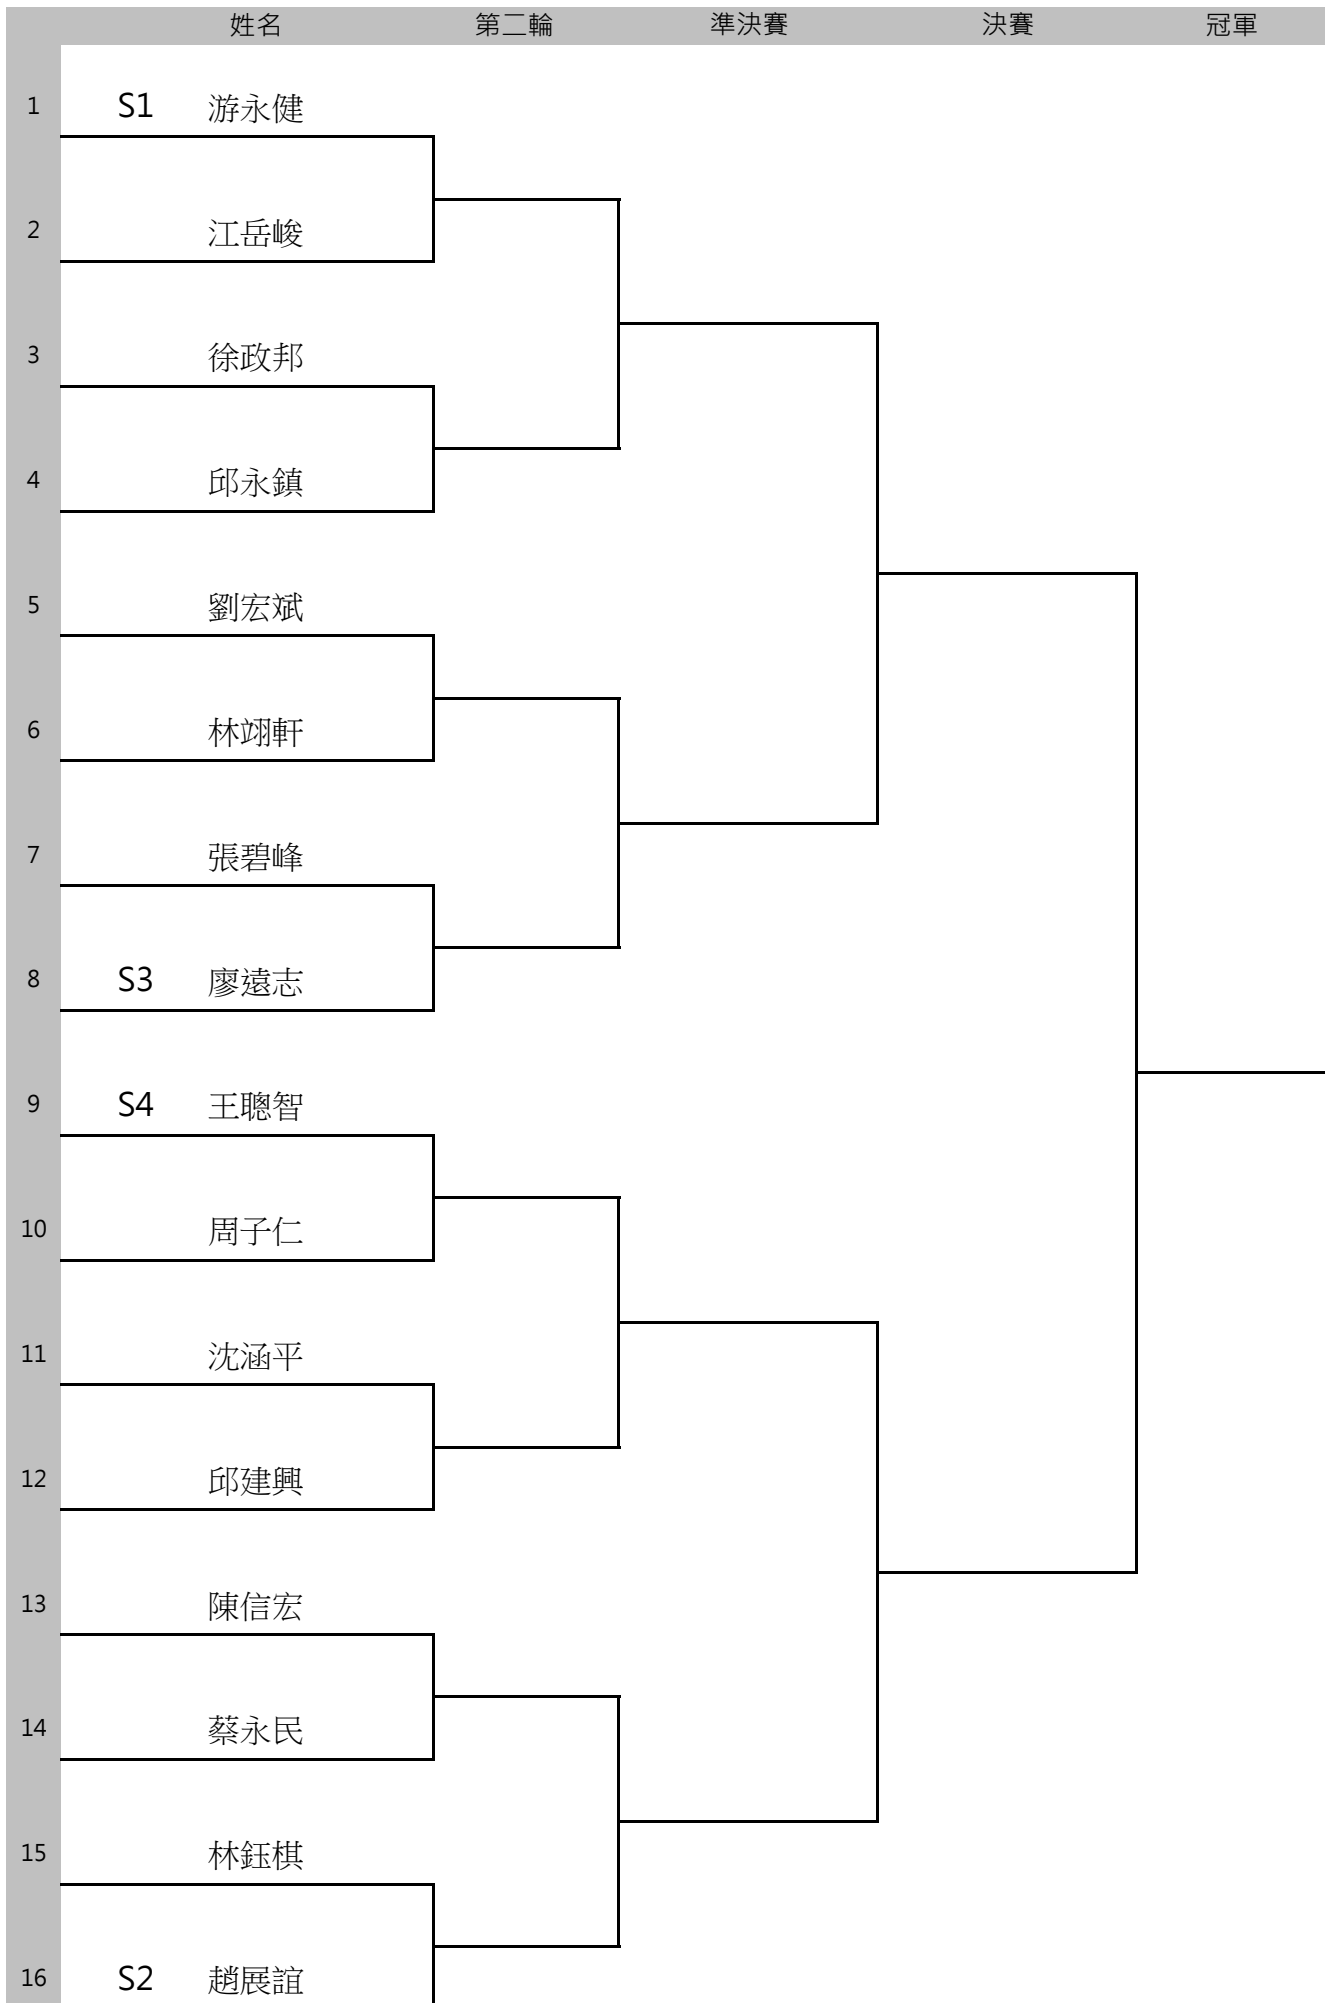 姓名 第二輪 準決賽 決賽 冠軍
1 S1 游永健
2 江岳峻
3 徐政邦
4 邱永鎮
5 劉宏斌
6 林翊軒
7 張碧峰
8 S3 廖遠志
9 S4 王聰智
10 周子仁
11 沈涵平
12 邱建興
13 陳信宏
14 蔡永民
15 林鈺棋
16 S2 趙展誼